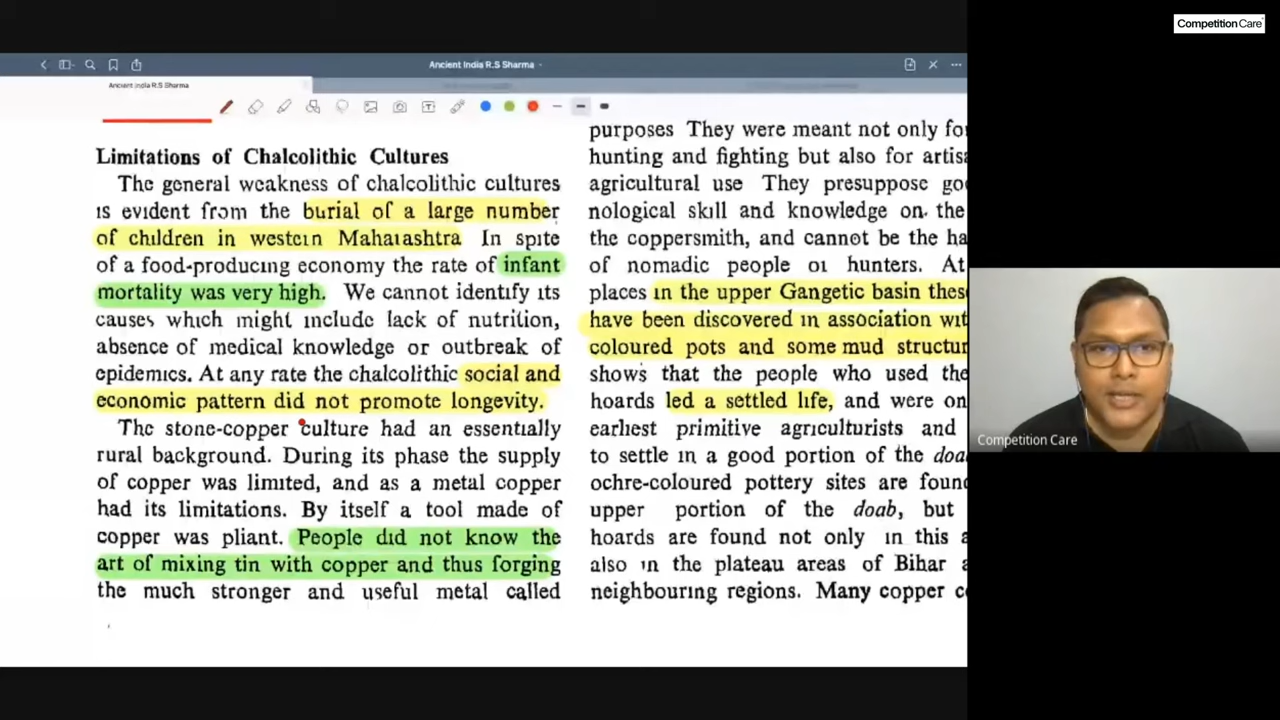 Competition Care
Ancient India R.S Sharma
Ancient India R.S Sharma
Limitations of Chalcolithic Cultures
The general weakness of chalcolithic cultures
is evident from the burial of a large number
of children in western Maharashtra In spite
of a food-producing economy the rate of infant
mortality was very high. We cannot identify its
causes which might include lack of nutrition,
absence of medical knowledge or outbreak of
epidemics. At any rate the chalcolithic social and
economic pattern did not promote longevity.
The stone-copper culture had an essentially
rural background. During its phase the supply
of copper was limited, and as a metal copper
had its limitations. By itself a tool made of
copper was pliant. People did not know the
art of mixing tin with copper and thus forging
the much stronger and useful metal called
purposes They were meant not only for
hunting and fighting but also for artisa
agricultural use They presuppose go
nological skill and knowledge on the
the coppersmith, and cannot be the ha
of nomadic people or hunters. At
places in the upper Gangetic basin thes
have been discovered in association wit
coloured pots and some mud structur
shows that the people who used the
hoards led a settled life, and were on
earliest primitive agriculturists and
to settle in a good portion of the doa
ochre-coloured pottery sites are foun
upper portion of the doab, but
hoards are found not only in this a
also in the plateau areas of Bihar a
neighbouring regions. Many copper c
Competition Care